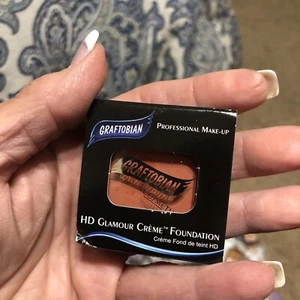 GRAFTOBIAN
PROFESSIONAL MAKE-UP
GRAFTOBIAN
HD GLAMOUR CRÈME™ FOUNDATION
Crème Fond de teint HD